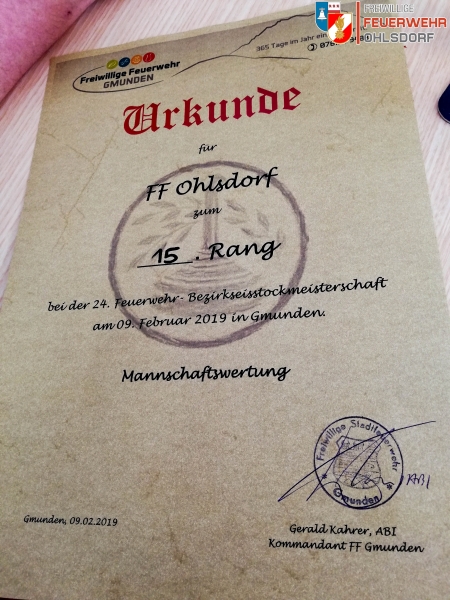 FREIWILLIGE
FEUERWEHR
OHLSDORF
Freiwillige Feuerwehr
GMUNDEN
365 Tage im Jahr
Urkunde
für
FF Ohlsdorf
zum
15. Rang
bei der 24. Feuerwehr- Bezirkseisstockmeisterschaft
am 09. Februar 2019 in Gmunden.
Mannschaftswertung
Freiwillige Stadtfeuerwehr
Gmunden
ABI
Gmunden, 09.02.2019
Gerald Kahrer, ABI
Kommandant FF Gmunden